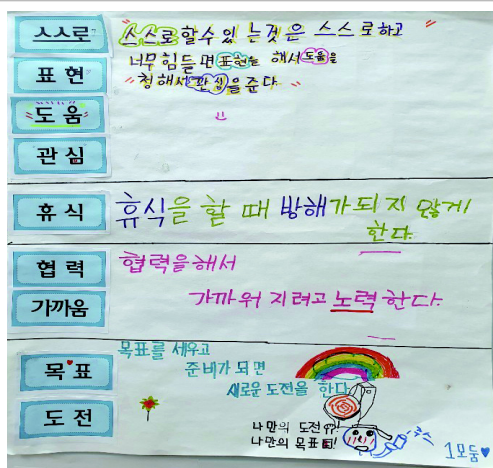 스스로
"스스로 할수 있 는것은 스스로하고
표현
너무 힘들면 표현을 해서 도움을
"도움"
"청해서 관심을 준다."
관심
휴식
휴식을 할 때 방해가되지 않게
한다.
협력
협력을해서
가까움
가까워 지려고 노력한다.
목표를 세우고
목표
준비가 되면
새로운 도전을 한다
도전
나만의 도전
나만의 목표
1모둠♥